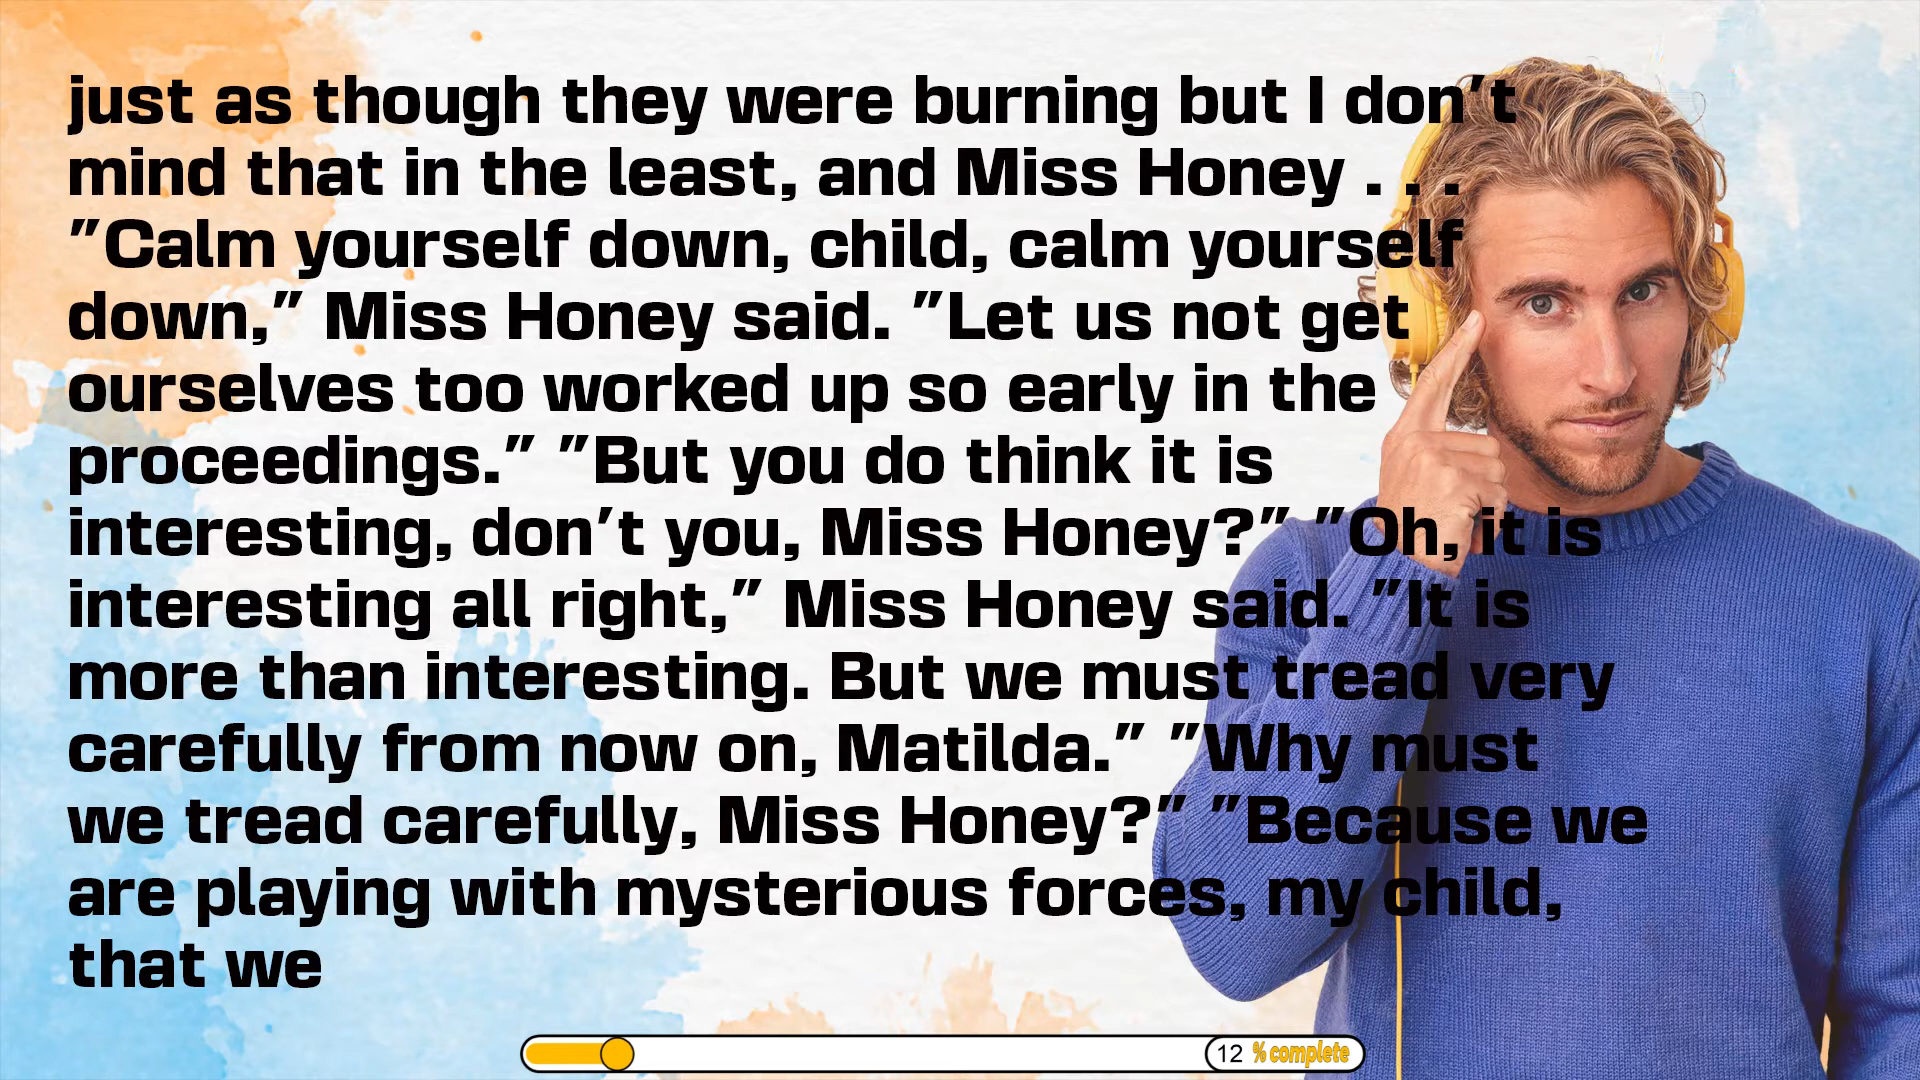 just as though they were burning but I don't
mind that in the least, and Miss Honey . . .
"Calm yourself down, child, calm yourself
down," Miss Honey said. "Let us not get
ourselves too worked up so early in the
proceedings." "But you do think it is
interesting, don't you, Miss Honey?" "Oh, it is
interesting all right," Miss Honey said. "It is
more than interesting. But we must tread very
carefully from now on, Matilda." "Why must
we tread carefully, Miss Honey?" "Because we
are playing with mysterious forces, my child,
that we
12 % complete